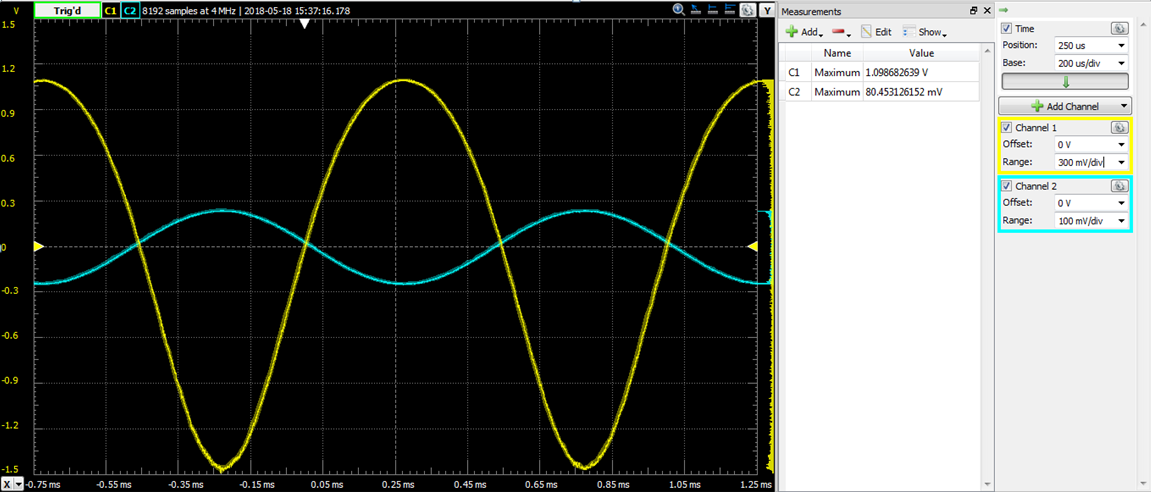 V Trig'd C1 C2 8192 samples at 4 MHz | 2018-05-18 15:37:16.178 Y
1.5
1.2
0.9
0.6
0.3
0
-0.3
-0.6
-0.9
-1.2
-1.5
X -0.75 ms -0.55 ms -0.35 ms -0.15 ms 0.05 ms 0.25 ms 0.45 ms 0.65 ms 0.85 ms 1.05 ms 1.25 ms
Measurements
Add Edit Show
Name Value
C1 Maximum 1.098682639 V
C2 Maximum 80.453126152 mV
Time
Position: 250 us
Base: 200 us/div
Add Channel
Channel 1
Offset: 0 V
Range: 300 mV/div
Channel 2
Offset: 0 V
Range: 100 mV/div